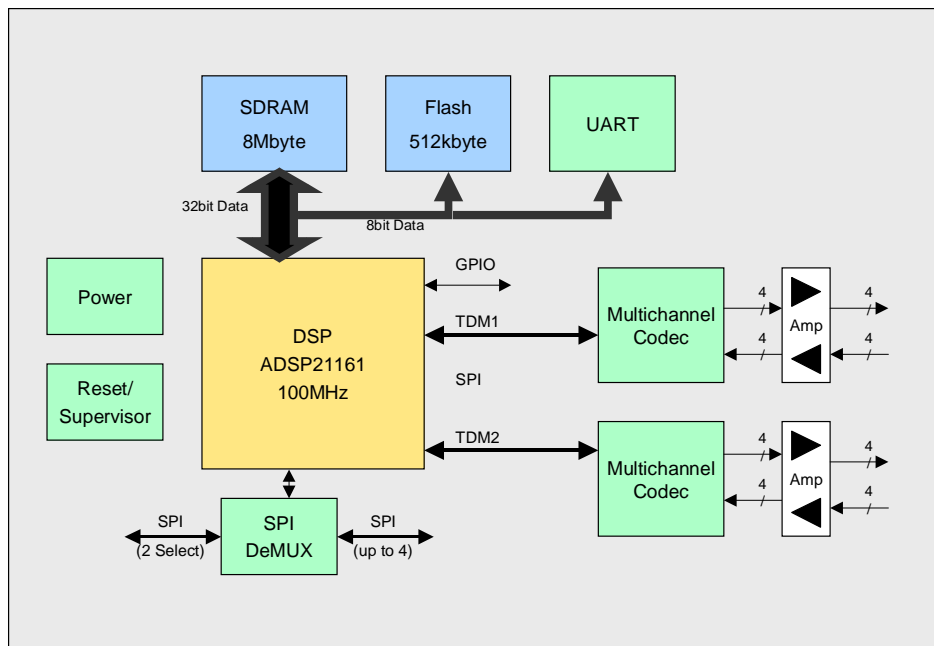 SDRAM
8Mbyte
Flash
512kbyte
UART
32bit Data
8bit Data
Power
Reset/
Supervisor
DSP
ADSP21161
100MHz
GPIO
TDM1
SPI
TDM2
Multichannel
Codec
4
4
Amp
4
4
Multichannel
Codec
4
4
Amp
4
4
SPI
(2 Select)
SPI
DeMUX
SPI
(up to 4)